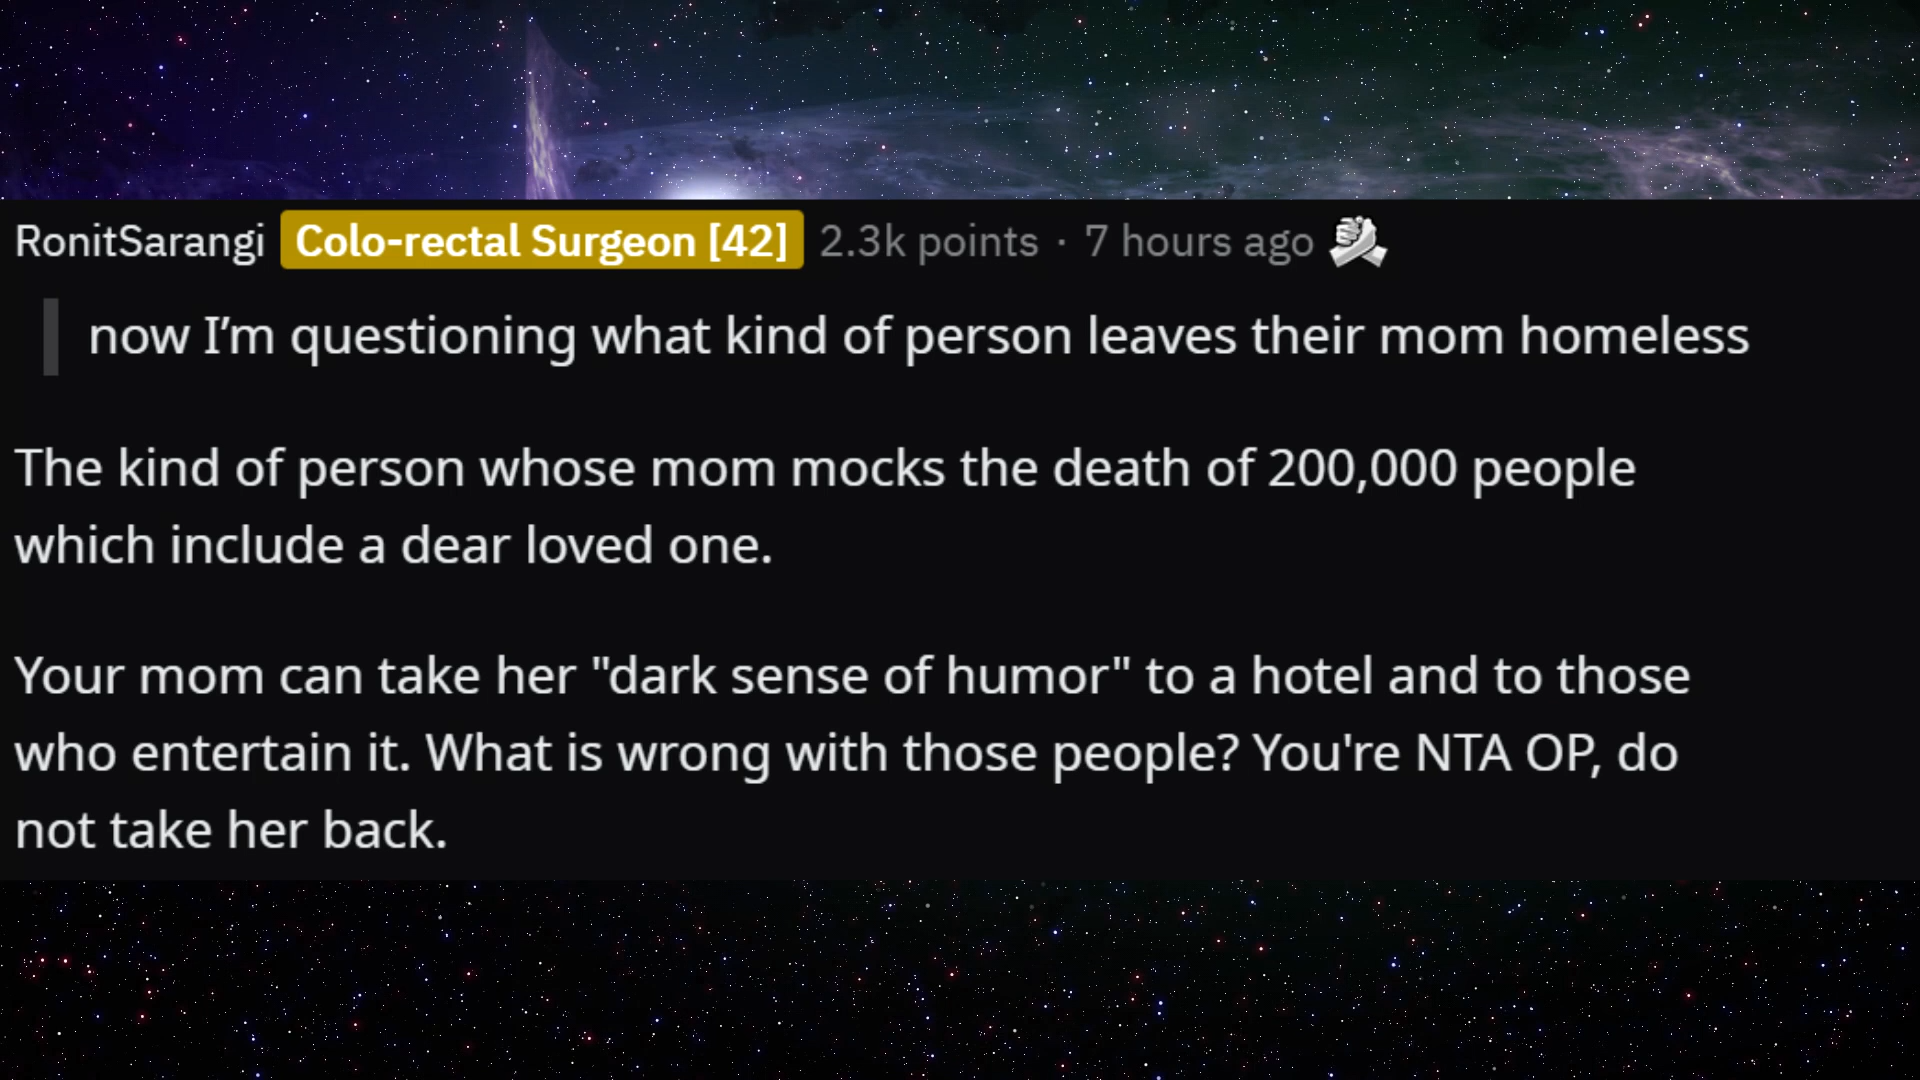 RonitSarangi Colo-rectal Surgeon [42] 2.3k points · 7 hours ago
now I’m questioning what kind of person leaves their mom homeless
The kind of person whose mom mocks the death of 200,000 people
which include a dear loved one.
Your mom can take her "dark sense of humor" to a hotel and to those
who entertain it. What is wrong with those people? You're NTA OP, do
not take her back.